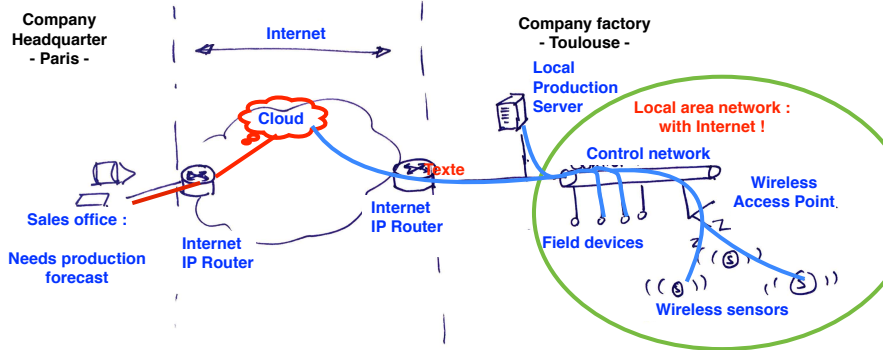 Company
Headquarter
- Paris -
Internet
Company factory
- Toulouse -
Local
Production
Server
Local area network :
with Internet !
Cloud
Texte
Control network
Wireless
Access Point
Sales office :
Needs production
forecast
Internet
IP Router
Internet
IP Router
Field devices
S
S
S
Wireless sensors